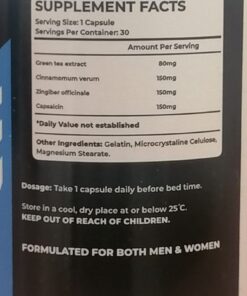 SUPPLEMENT FACTS
Serving Size: 1 Capsule
Servings Per Container: 30
Amount Per Serving
Green tea extract 80mg
Cinnamomum verum 150mg
Zingiber officinale 150mg
Capsaicin 150mg
*Daily Value not established
Other Ingredients: Gelatin, Microcrystaline Celulose,
Magnesium Stearate.
Dosage: Take 1 capsule daily before bed time.
Store in a cool, dry place at or below 25°C.
KEEP OUT OF REACH OF CHILDREN.
FORMULATED FOR BOTH MEN & WOMEN